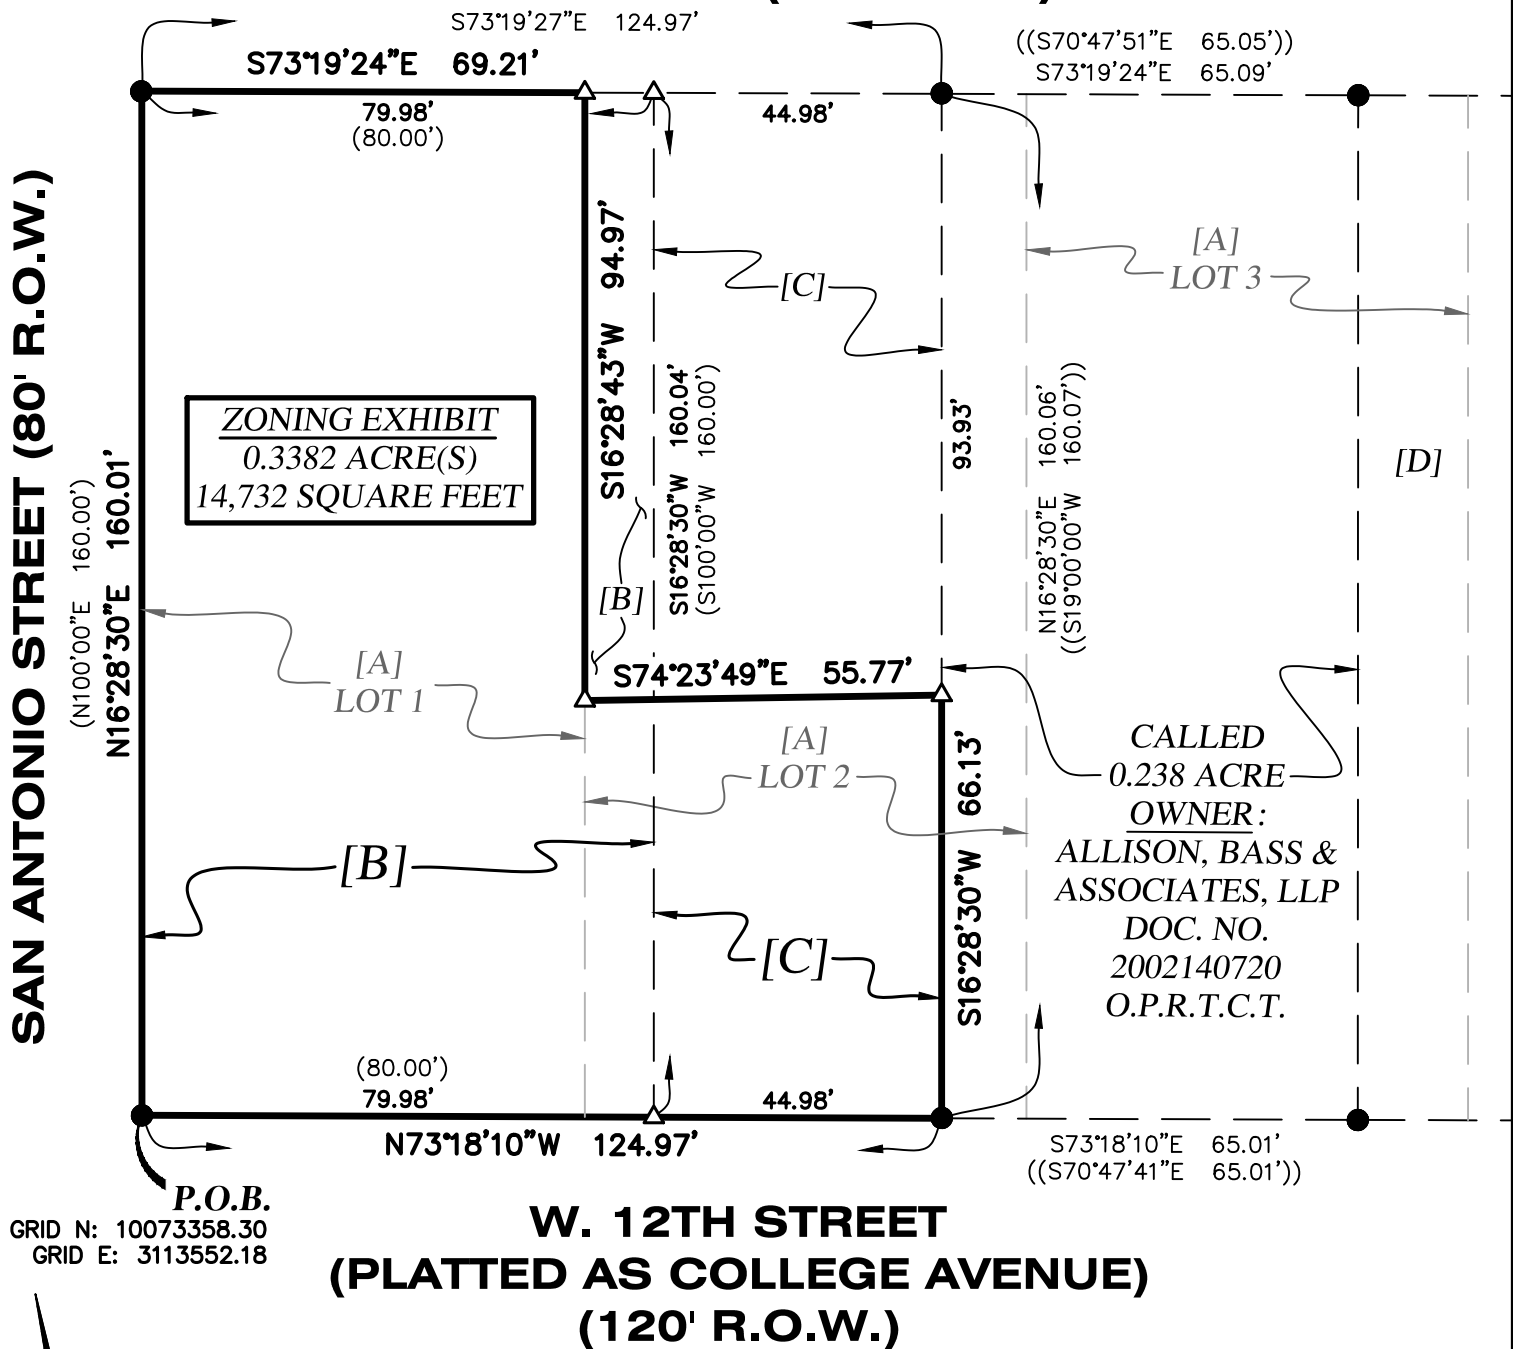 S73°19'27"E 124.97'
((S70°47'51"E 65.05'))
S73°19'24"E 69.21'
S73°19'24"E 65.09'
79.98'
(80.00')
44.98'
SAN ANTONIO STREET (80' R.O.W.)
(N100'00"E 160.00')
N16°28'30"E 160.01'
S16°28'43"W 94.97'
S16°28'30"W 160.04'
(S100'00"W 160.00')
93.93'
N16°28'30"E 160.06'
((S19°00'00"W 160.07'))
[A]
LOT 3
[C]
[D]
ZONING EXHIBIT
0.3382 ACRE(S)
14,732 SQUARE FEET
[B]
[A]
LOT 1
S74°23'49"E 55.77'
[A]
LOT 2
S16°28'30"W 66.13'
CALLED
0.238 ACRE
OWNER:
ALLISON, BASS &
ASSOCIATES, LLP
DOC. NO.
2002140720
O.P.R.T.C.T.
[B]
[C]
(80.00')
79.98'
44.98'
N73°18'10"W 124.97'
S73°18'10"E 65.01'
((S70°47'41"E 65.01'))
P.O.B.
GRID N: 10073358.30
GRID E: 3113552.18
W. 12TH STREET
(PLATTED AS COLLEGE AVENUE)
(120' R.O.W.)